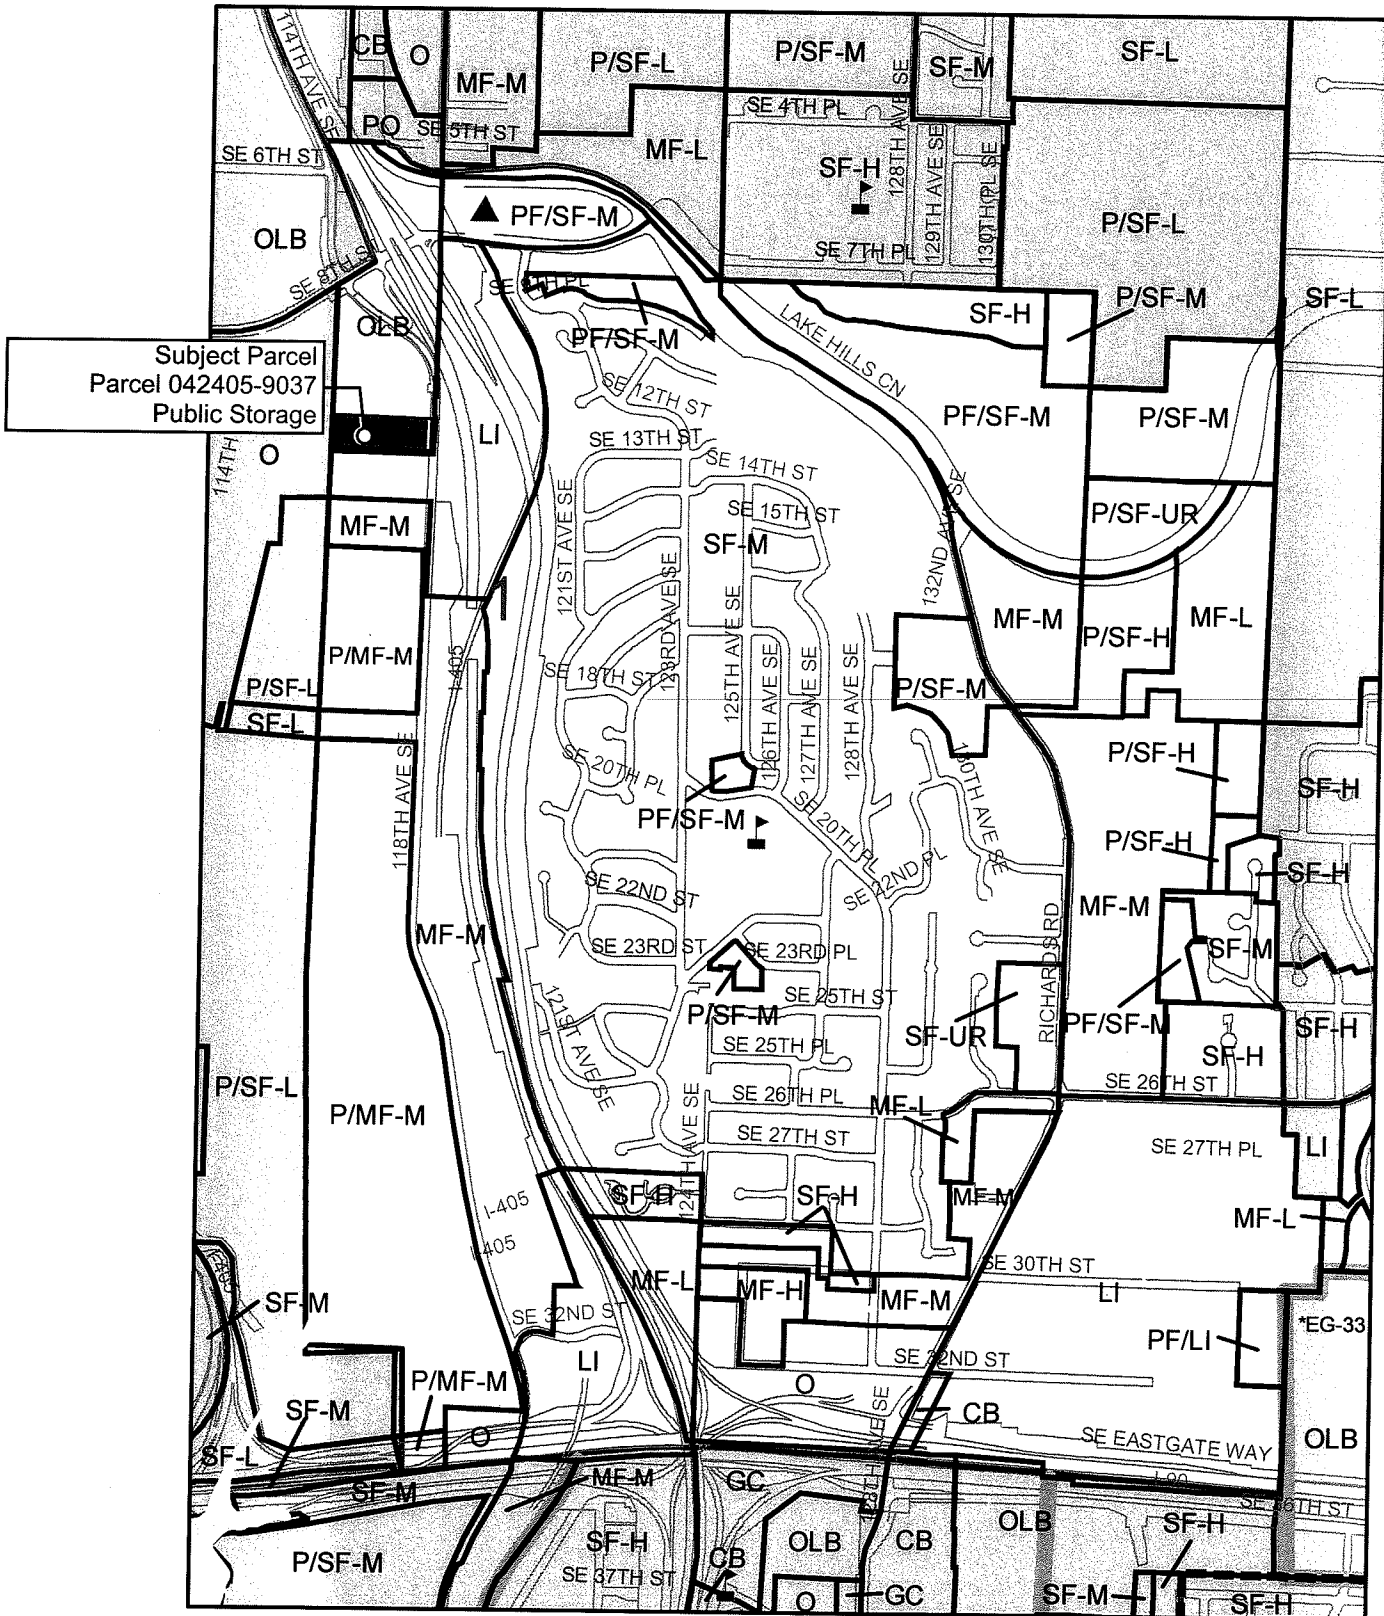 114TH AVE SE
CB
O
MF-M
P/SF-L
P/SF-M
SF-M
SF-L
128TH AVE SE
SE 4TH PL
PO
SE 5TH ST
MF-L
SE 6TH ST
SF-H
129TH AVE SE
130TH PL SE
PF/SF-M
P/SF-L
OLB
SE 7TH PL
SE 8TH ST
SE 8TH PL
P/SF-M
SF-L
SF-H
OLB
PF/SF-M
LAKE HILLS CN
Subject Parcel
Parcel 042405-9037
Public Storage
SE 12TH ST
PF/SF-M
P/SF-M
LI
SE 13TH ST
O
114TH
SE 14TH ST
121ST AVE SE
SE 15TH ST
P/SF-UR
132ND AVE SE
MF-M
SF-M
1
123RD AVE SE
125TH AVE SE
MF-M
P/SF-H
MF-L
P/MF-M
I-405
SE 18TH ST
126TH AVE SE
127TH AVE SE
128TH AVE SE
P/SF-L
P/SF-M
SF-L
118TH AVE SE
SE 20TH PL
130TH AVE SE
P/SF-H
SF-H
PF/SF-M
SE 20TH PL
P/SF-H
SE 22ND PL
SF-H
SE 22ND ST
MF-M
MF-M
SE 23RD ST
SE 23RD PL
SF-M
RICHARDS RD
SE 25TH ST
121ST AVE SE
P/SF-M
SF-UR
PF/SF-M
SF-H
SE 25TH PL
SF-H
P/SF-L
SE 26TH PL
SE 26TH ST
P/MF-M
MF-L
124TH AVE SE
SE 27TH ST
SE 27TH PL
LI
SF-H
SF-H
MF-M
I-405
MF-L
I-405
SE 30TH ST
I-405
MF-L
MF-H
MF-M
LI
SF-M
SE 32ND ST
*EG-33
PF/LI
LI
SE 32ND ST
P/MF-M
O
SF-M
CB
O
SE EASTGATE WAY
OLB
SF-L
MF-M
GC
I-90
SF-M
SE 36TH ST
OLB
SF-H
SF-H
OLB
CB
P/SF-M
CB
SE 37TH ST
O
GC
SF-M
SF-H